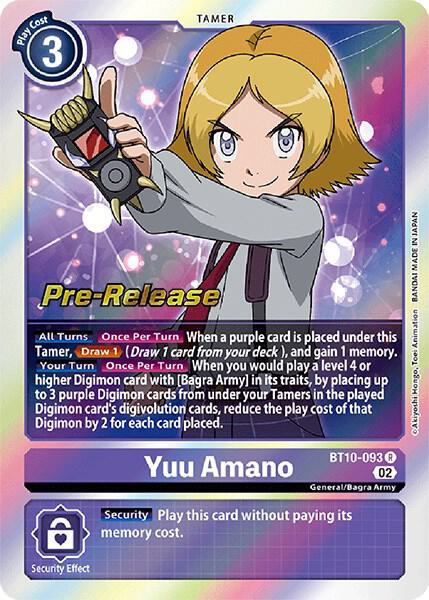 TAMER
Play Cost
3
Pre-Release
All Turns Once Per Turn When a purple card is placed under this
Tamer, Draw 1 (Draw 1 card from your deck), and gain 1 memory.
Your Turn Once Per Turn When you would play a level 4 or
higher Digimon card with [Bagra Army] in its traits, by placing up
to 3 purple Digimon cards from under your Tamers in the played
Digimon card's digivolution cards, reduce the play cost of that
Digimon by 2 for each card placed.
©Akiyoshi Hongo, Toei Animation BANDAI MADE IN JAPAN
Yuu Amano
BT10-093 R
02
General/Bagra Army
Security Play this card without paying its
memory cost.
Security Effect